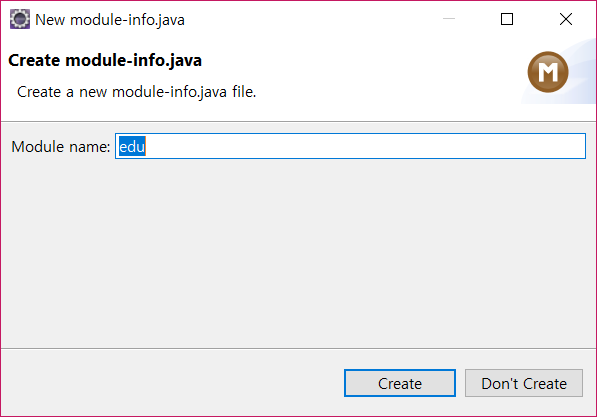 New module-info.java
Create module-info.java
Create a new module-info.java file.
M
Module name: edu
Create Don't Create